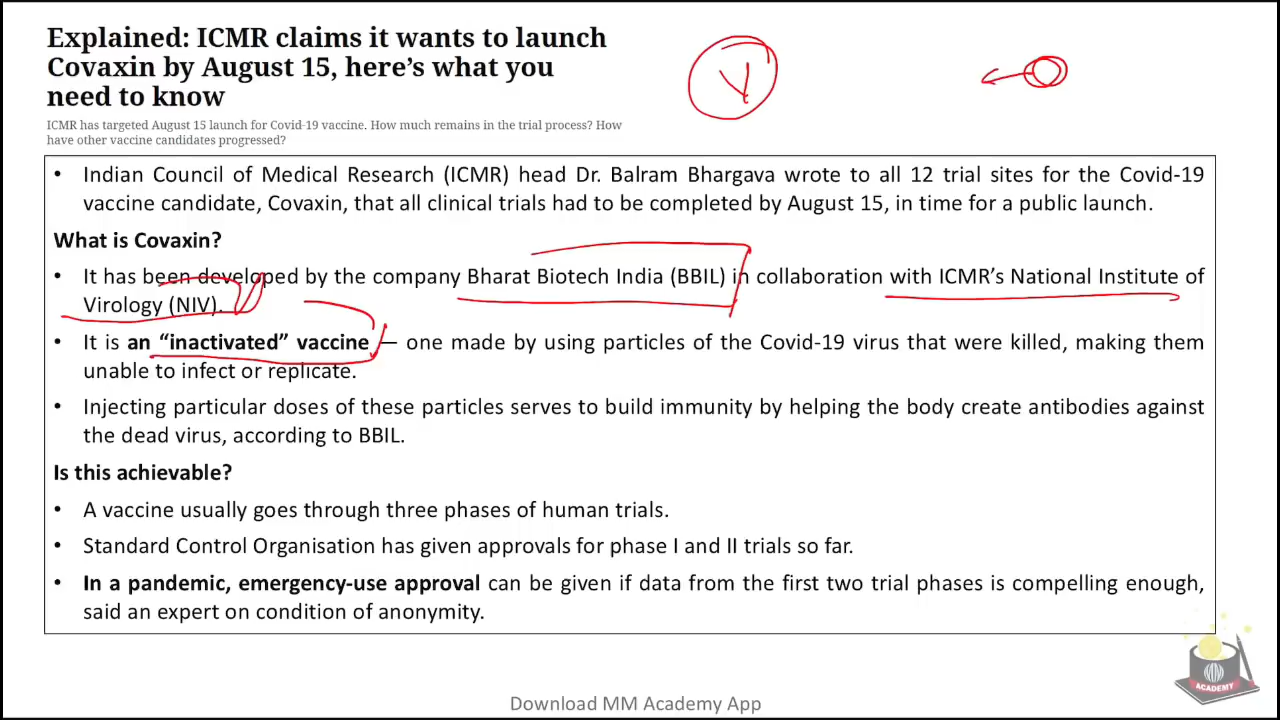 Explained: ICMR claims it wants to launch
Covaxin by August 15, here’s what you
need to know
ICMR has targeted August 15 launch for Covid-19 vaccine. How much remains in the trial process? How
have other vaccine candidates progressed?
V
• Indian Council of Medical Research (ICMR) head Dr. Balram Bhargava wrote to all 12 trial sites for the Covid-19
vaccine candidate, Covaxin, that all clinical trials had to be completed by August 15, in time for a public launch.
What is Covaxin?
• It has been developed by the company Bharat Biotech India (BBIL) in collaboration with ICMR’s National Institute of
Virology (NIV).
• It is an “inactivated” vaccine — one made by using particles of the Covid-19 virus that were killed, making them
unable to infect or replicate.
• Injecting particular doses of these particles serves to build immunity by helping the body create antibodies against
the dead virus, according to BBIL.
Is this achievable?
• A vaccine usually goes through three phases of human trials.
• Standard Control Organisation has given approvals for phase I and II trials so far.
• In a pandemic, emergency-use approval can be given if data from the first two trial phases is compelling enough,
said an expert on condition of anonymity.
ACADEMY
Download MM Academy App